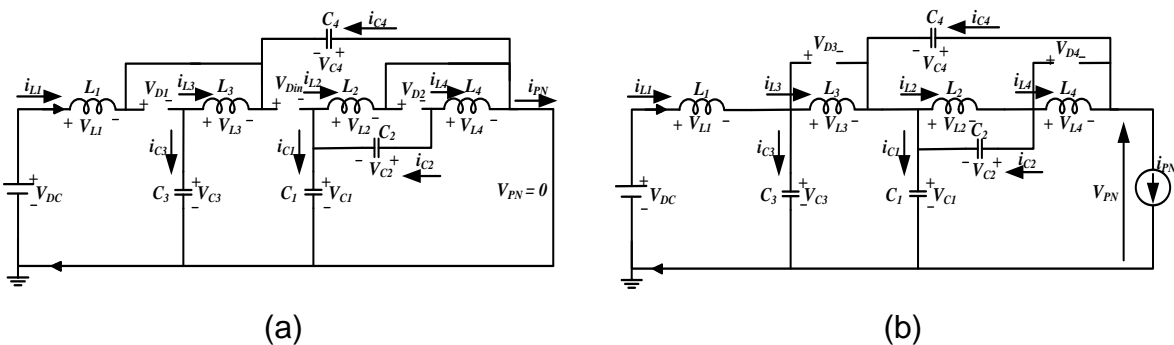 C4 iC4
− VC4 +
iL1 L1 VD1 iL3 L3 VDin iL2 L2 VD2 iL4 L4 iPN
+ VL1 − + − + VL3 − + − + VL2 − + − + VL4 −
iC3 iC1 C2
− VC2 + iC2
+ VDC − C3 + VC3 − C1 + VC1 − VPN = 0
(a)
C4 iC4
VD3 − − VC4 + VD4 −
iL1 L1 iL3 + L3 iL2 L2 + iL4 L4
+ VL1 − + VL3 − + VL2 − + VL4 −
iC3 iC1 C2 iPN
− VC2 + iC2
+ VDC − C3 + VC3 − C1 + VC1 − VPN
(b)